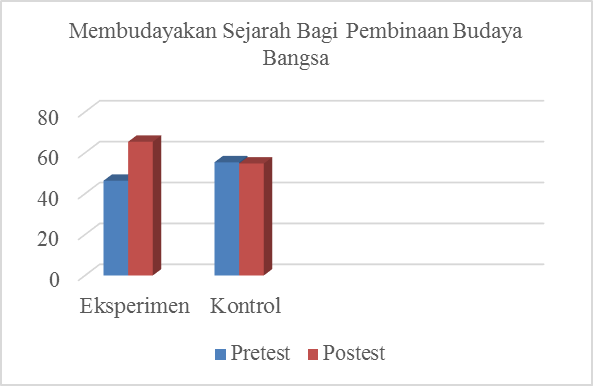 Membudayakan Sejarah Bagi Pembinaan Budaya
Bangsa
80
60
40
20
0
Eksperimen Kontrol
Pretest Postest